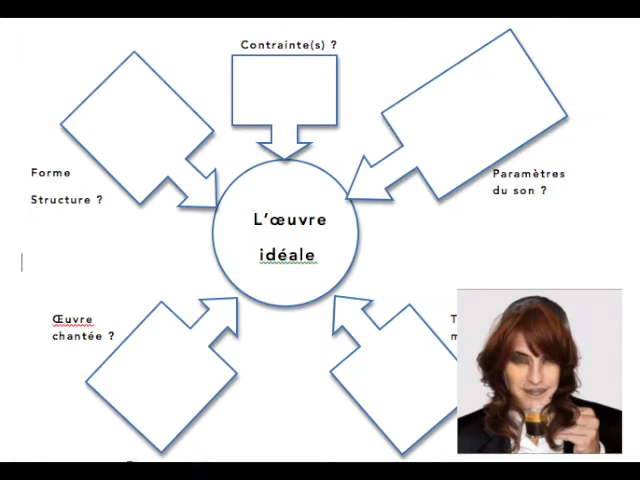 Contrainte(s) ?
Forme
Structure ?
Paramètres
du son ?
L'œuvre
idéale
Œuvre
chantée ?